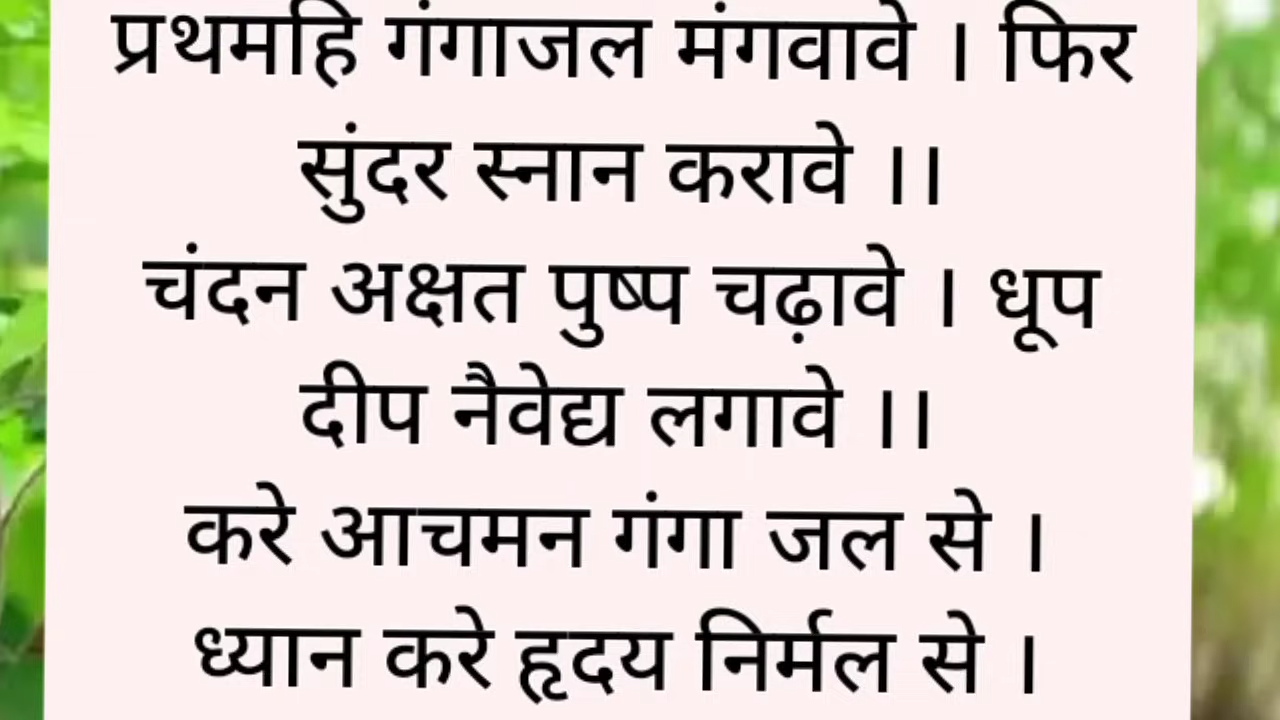 प्रथमहि गंगाजल मंगवावे । फिर
सुंदर स्नान करावे ।।
चंदन अक्षत पुष्प चढ़ावे । धूप
दीप नैवेद्य लगावे ।।
करे आचमन गंगा जल से ।
ध्यान करे हृदय निर्मल से ।